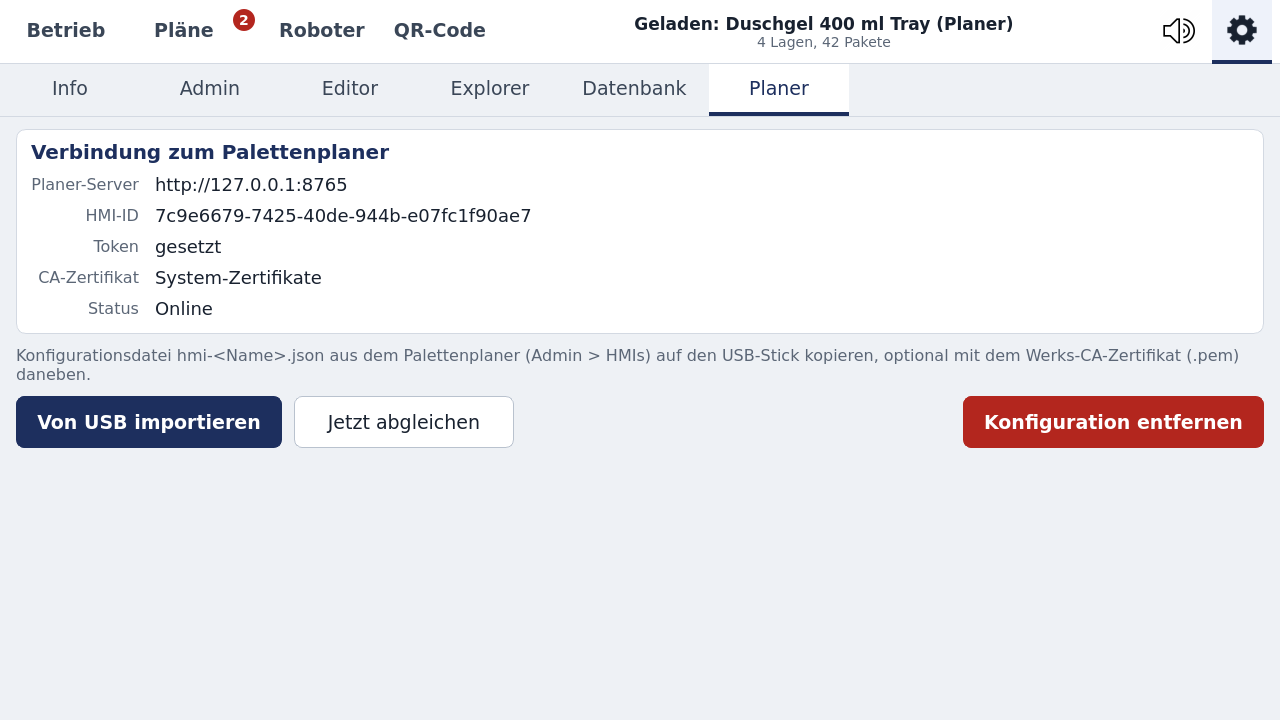 Betrieb
Pläne
2
Roboter
QR-Code
Geladen: Duschgel 400 ml Tray (Planer)
4 Lagen, 42 Pakete
Info
Admin
Editor
Explorer
Datenbank
Planer
Verbindung zum Palettenplaner
Planer-Server http://127.0.0.1:8765
HMI-ID 7c9e6679-7425-40de-944b-e07fc1f90ae7
Token gesetzt
CA-Zertifikat System-Zertifikate
Status Online
Konfigurationsdatei hmi-<Name>.json aus dem Palettenplaner (Admin > HMIs) auf den USB-Stick kopieren, optional mit dem Werks-CA-Zertifikat (.pem)
daneben.
Von USB importieren
Jetzt abgleichen
Konfiguration entfernen